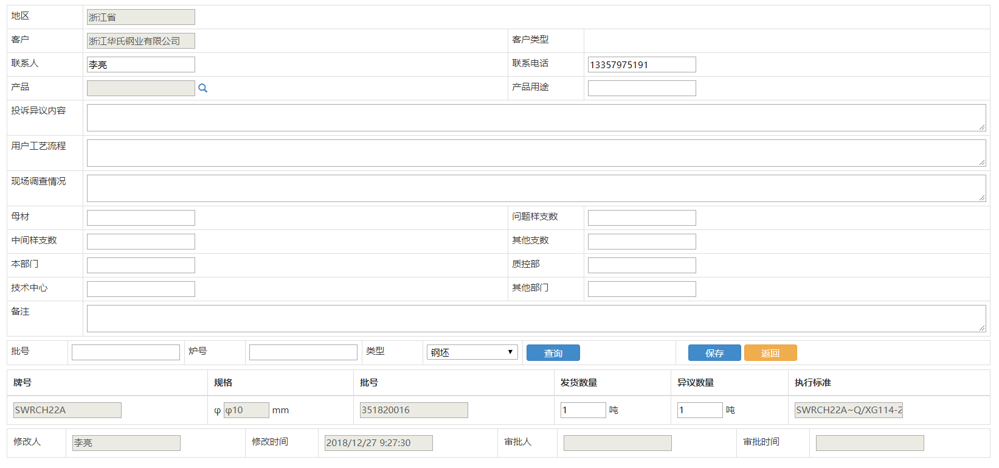 地区 浙江省
客户 浙江华氏钢业有限公司 客户类型
联系人 李亮 联系电话 13357975191
产品 产品用途
投诉异议内容
用户工艺流程
现场调查情况
母材 问题样支数
中间样支数 其他支数
本部门 质控部
技术中心 其他部门
备注
批号 炉号 类型 钢坯 查询 保存 返回
牌号 规格 批号 发货数量 异议数量 执行标准
SWRCH22A φ φ10 mm 351820016 1 吨 1 吨 SWRCH22A~Q/XG114-2
修改人 李亮 修改时间 2018/12/27 9:27:30 审批人 审批时间